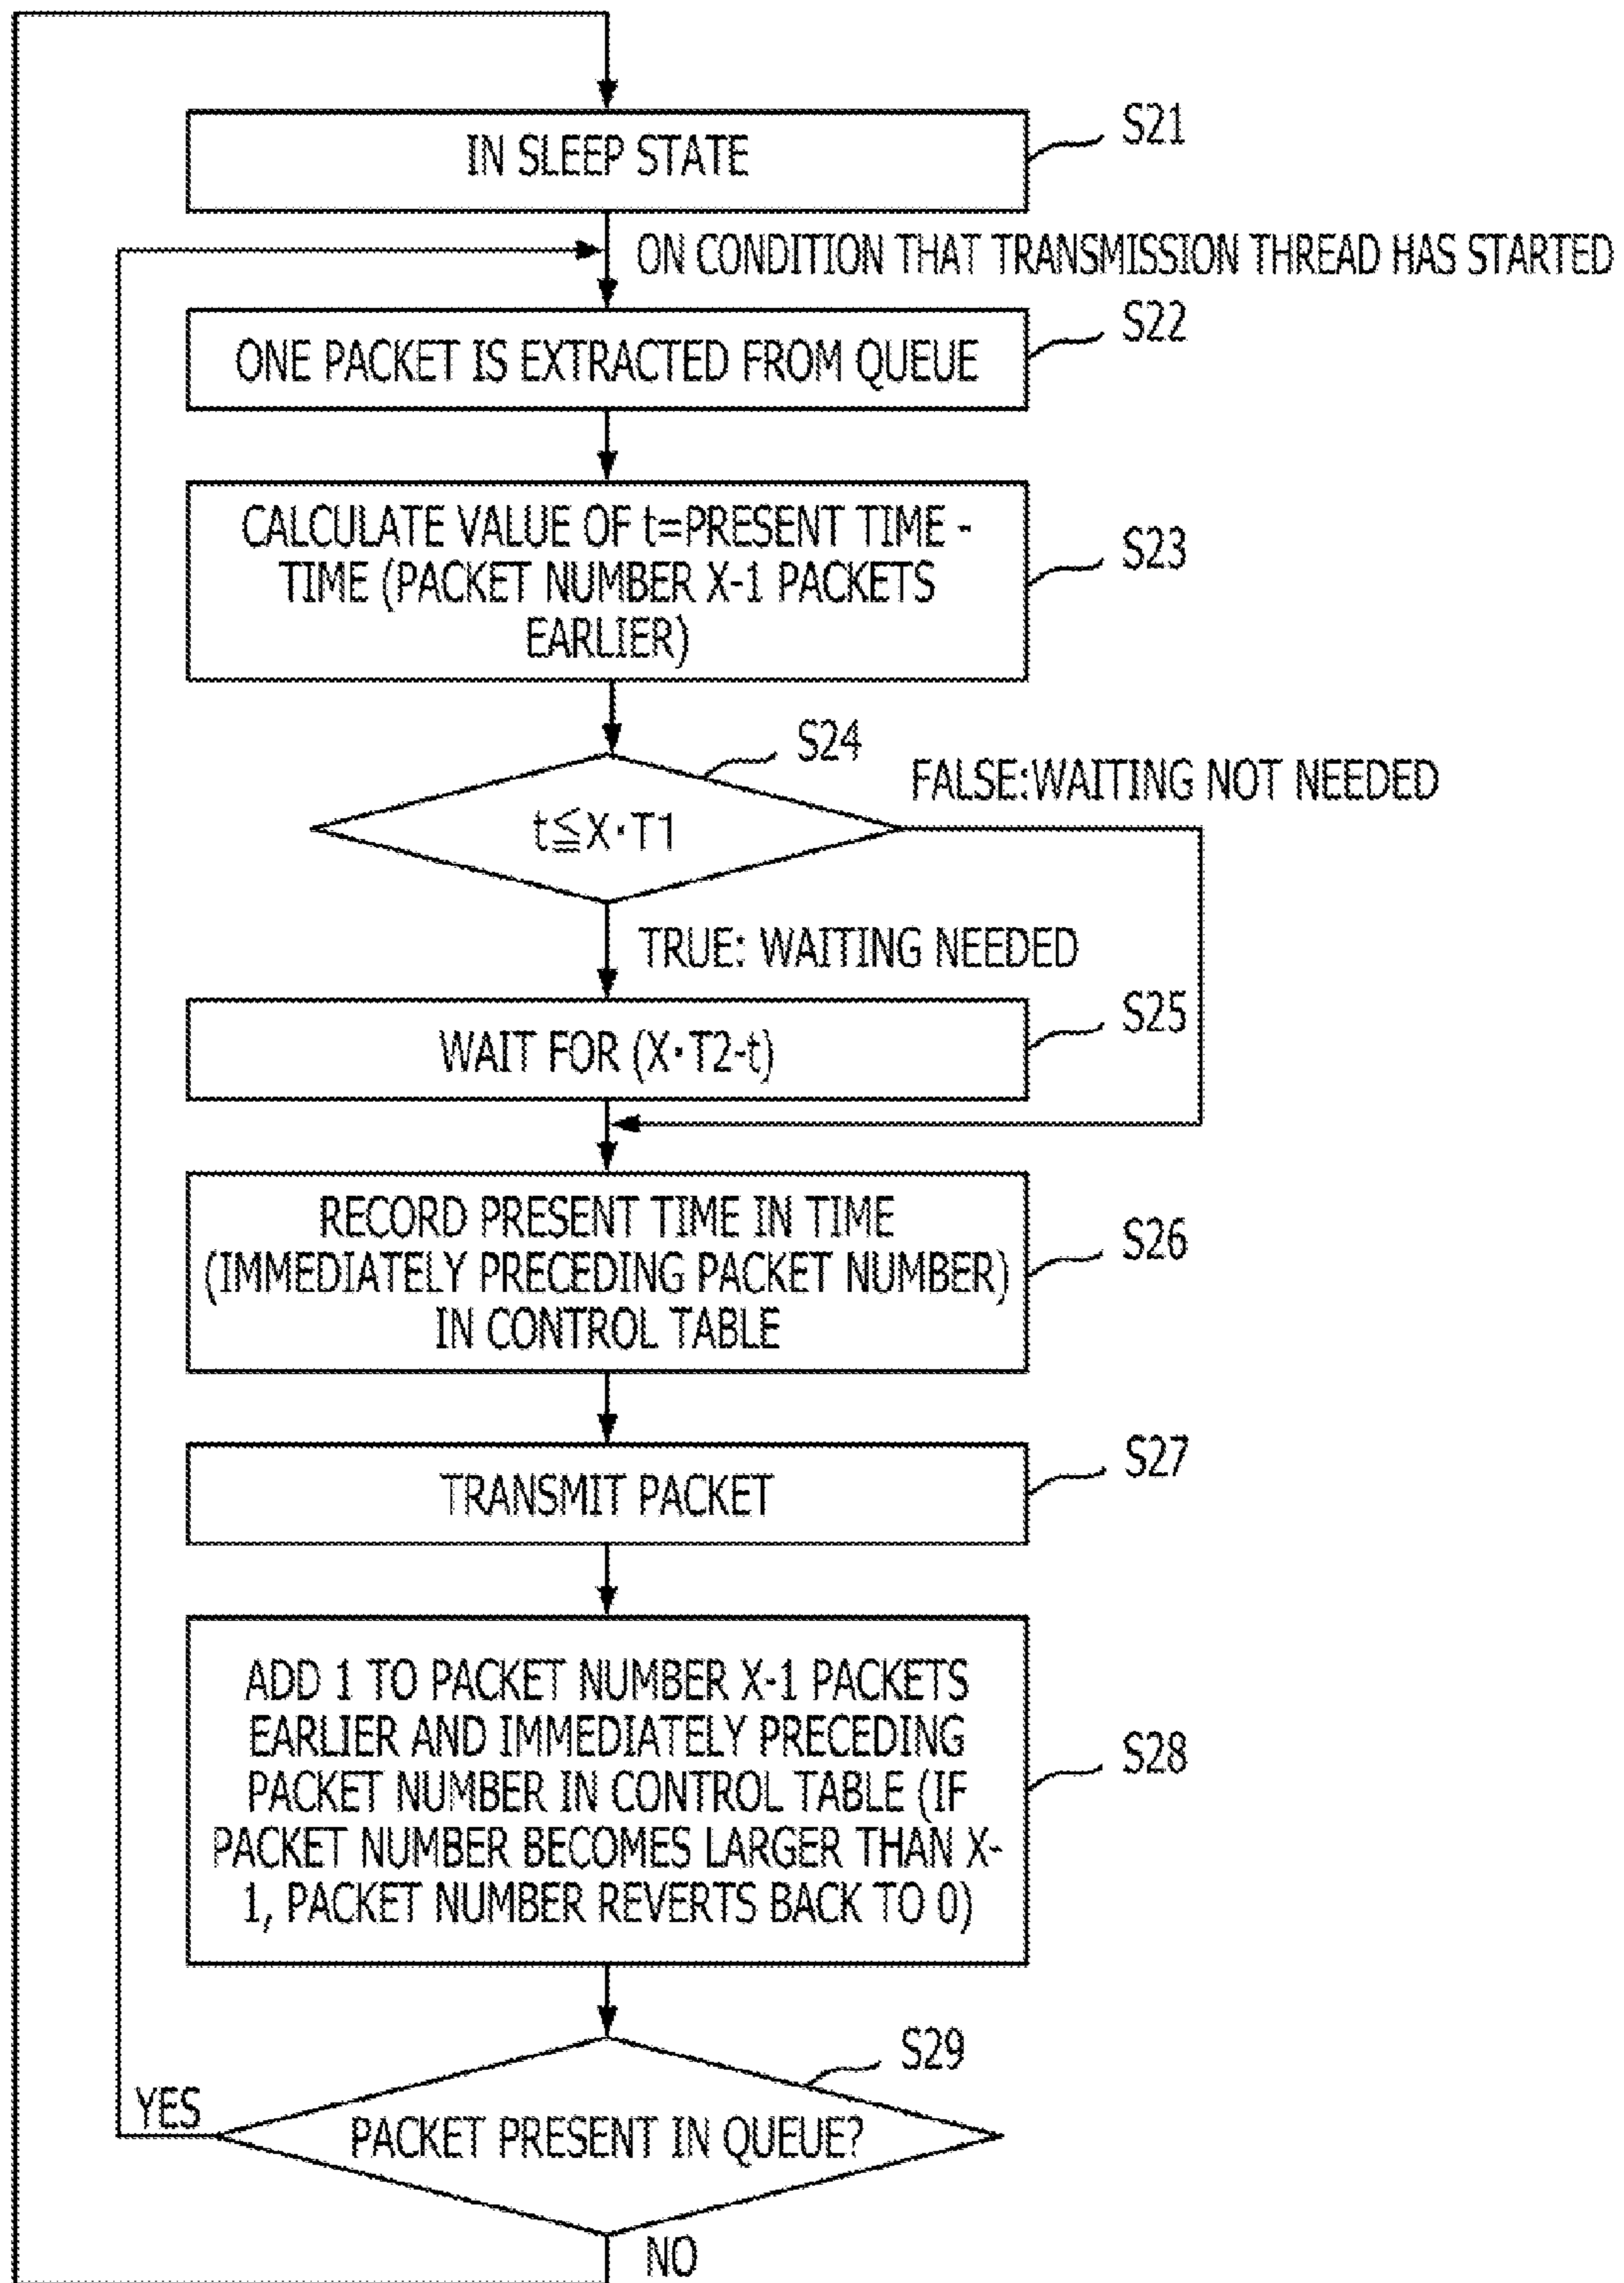 S21
IN SLEEP STATE
ON CONDITION THAT TRANSMISSION THREAD HAS STARTED
S22
ONE PACKET IS EXTRACTED FROM QUEUE
CALCULATE VALUE OF t=PRESENT TIME -
TIME (PACKET NUMBER X-1 PACKETS
EARLIER)
S23
S24
FALSE:WAITING NOT NEEDED
t≦X·T1
TRUE: WAITING NEEDED
S25
WAIT FOR (X·T2-t)
RECORD PRESENT TIME IN TIME
(IMMEDIATELY PRECEDING PACKET NUMBER)
IN CONTROL TABLE
S26
S27
TRANSMIT PACKET
ADD 1 TO PACKET NUMBER X-1 PACKETS
EARLIER AND IMMEDIATELY PRECEDING
PACKET NUMBER IN CONTROL TABLE (IF
PACKET NUMBER BECOMES LARGER THAN X-
1, PACKET NUMBER REVERTS BACK TO 0)
S28
S29
YES
PACKET PRESENT IN QUEUE?
NO